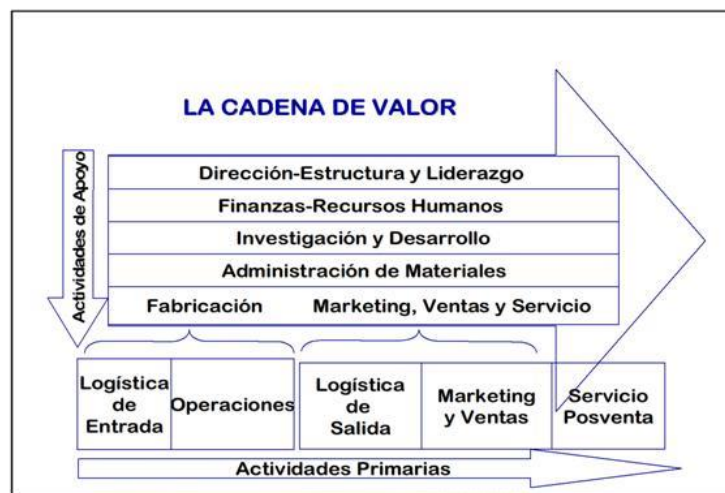 LA CADENA DE VALOR
Actividades de Apoyo
Dirección-Estructura y Liderazgo
Finanzas-Recursos Humanos
Investigación y Desarrollo
Administración de Materiales
Fabricación
Marketing, Ventas y Servicio
Logística
de
Entrada
Operaciones
Logística
de
Salida
Marketing
y Ventas
Servicio
Posventa
Actividades Primarias